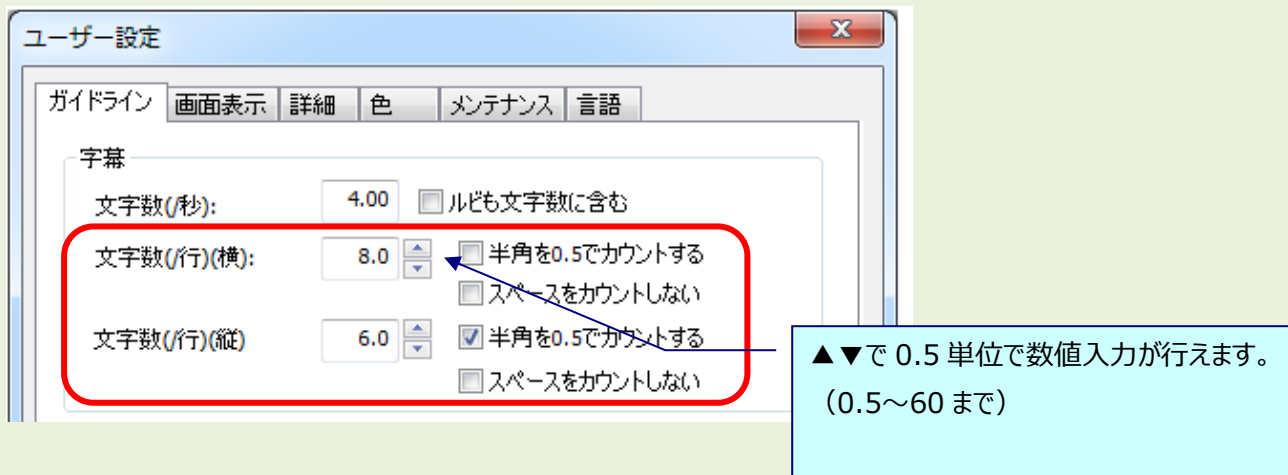 ユーザー設定
ガイドライン 画面表示 詳細 色 メンテナンス 言語
字幕
文字数(/秒): 4.00 ルビも文字数に含む
文字数(/行)(横): 8.0 半角を0.5でカウントする
スペースをカウントしない
文字数(/行)(縦) 6.0 半角を0.5でカウントする
スペースをカウントしない
▲▼で 0.5 単位で数値入力が行えます。
（0.5～60 まで）